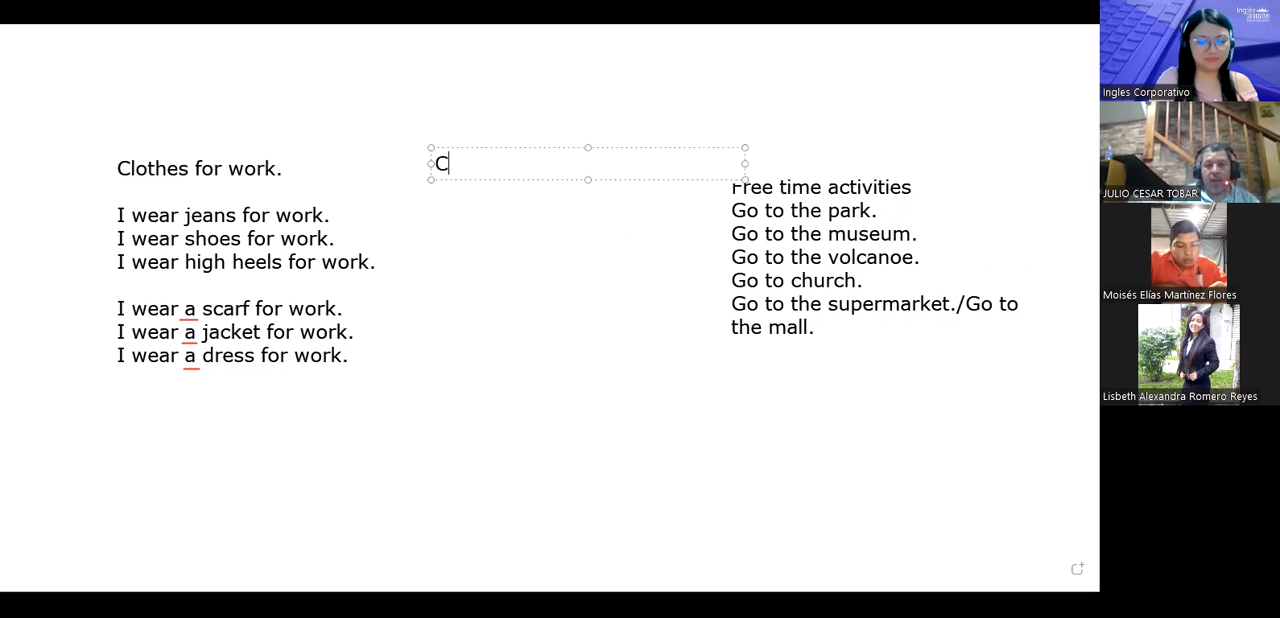 Clothes for work.
I wear jeans for work.
I wear shoes for work.
I wear high heels for work.
I wear a scarf for work.
I wear a jacket for work.
I wear a dress for work.
C
Free time activities
Go to the park.
Go to the museum.
Go to the volcanoe.
Go to church.
Go to the supermarket./Go to
the mall.
Ingles Corporativo
JULIO CESAR TOBAR
Moisés Elías Martínez Flores
Lisbeth Alexandra Romero Reyes